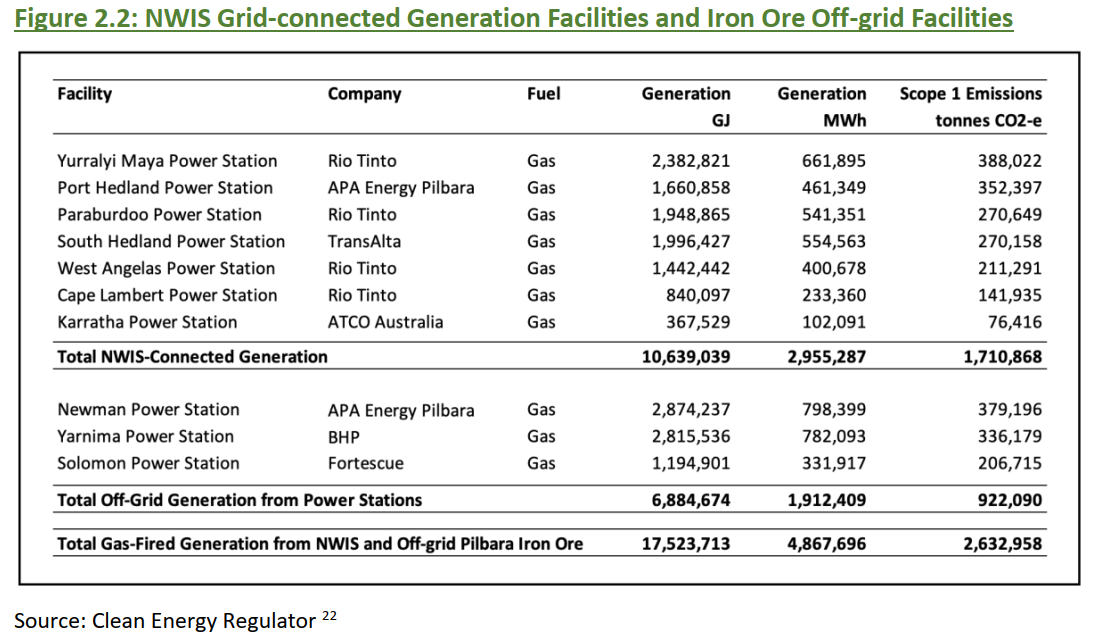 Figure 2.2: NWIS Grid-connected Generation Facilities and Iron Ore Off-grid Facilities
Facility Company Fuel Generation Generation Scope 1 Emissions
GJ MWh tonnes CO2-e
Yurralyi Maya Power Station Rio Tinto Gas 2,382,821 661,895 388,022
Port Hedland Power Station APA Energy Pilbara Gas 1,660,858 461,349 352,397
Paraburdoo Power Station Rio Tinto Gas 1,948,865 541,351 270,649
South Hedland Power Station TransAlta Gas 1,996,427 554,563 270,158
West Angelas Power Station Rio Tinto Gas 1,442,442 400,678 211,291
Cape Lambert Power Station Rio Tinto Gas 840,097 233,360 141,935
Karratha Power Station ATCO Australia Gas 367,529 102,091 76,416
Total NWIS-Connected Generation 10,639,039 2,955,287 1,710,868
Newman Power Station APA Energy Pilbara Gas 2,874,237 798,399 379,196
Yarnima Power Station BHP Gas 2,815,536 782,093 336,179
Solomon Power Station Fortescue Gas 1,194,901 331,917 206,715
Total Off-Grid Generation from Power Stations 6,884,674 1,912,409 922,090
Total Gas-Fired Generation from NWIS and Off-grid Pilbara Iron Ore 17,523,713 4,867,696 2,632,958
Source: Clean Energy Regulator 22